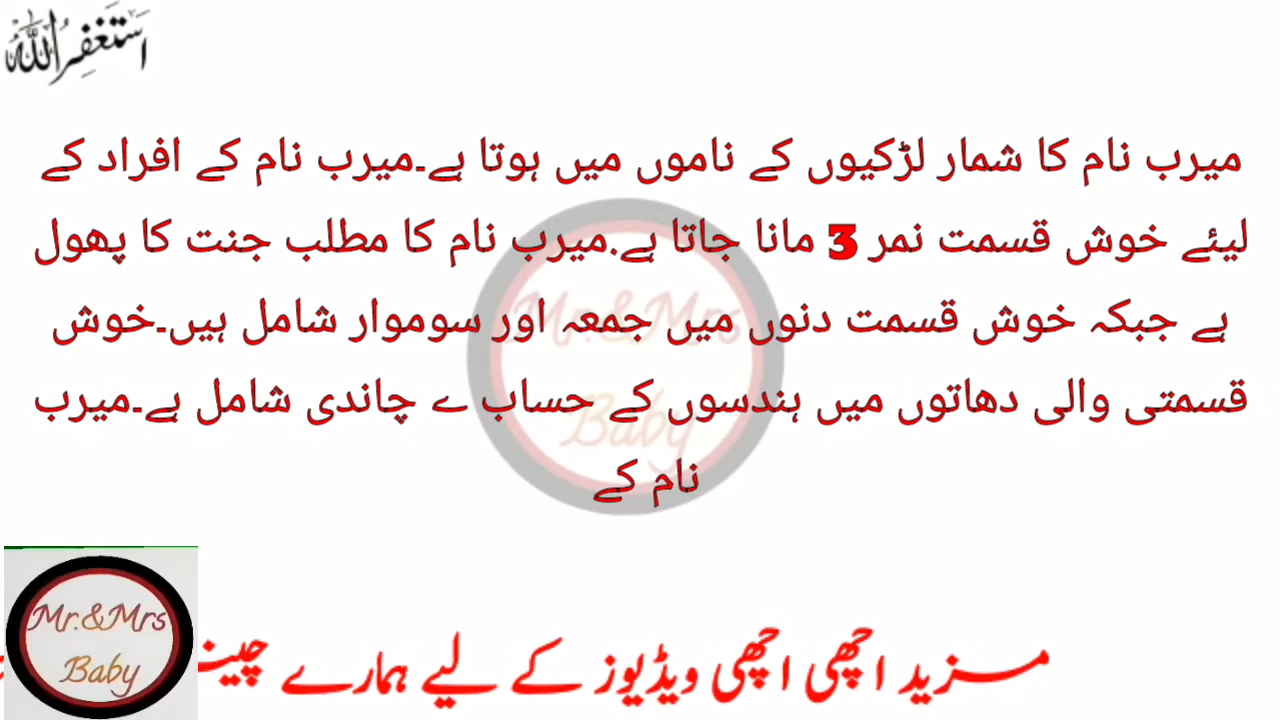 استغفراللہ
میرب نام کا شمار لڑکیوں کے ناموں میں ہوتا ہے۔میرب نام کے افراد کے
لیئے خوش قسمت نمر 3 مانا جاتا ہے.میرب نام کا مطلب جنت کا پھول
ہے جبکہ خوش قسمت دنوں میں جمعہ اور سوموار شامل ہیں۔خوش
قسمتی والی دھاتوں میں ہندسوں کے حساب ے چاندی شامل ہے۔میرب
نام کے
Mr.&Mrs
Baby
Mr.&Mrs
Baby
مزید اچھی اچھی ویڈیوز کے لیے ہمارے